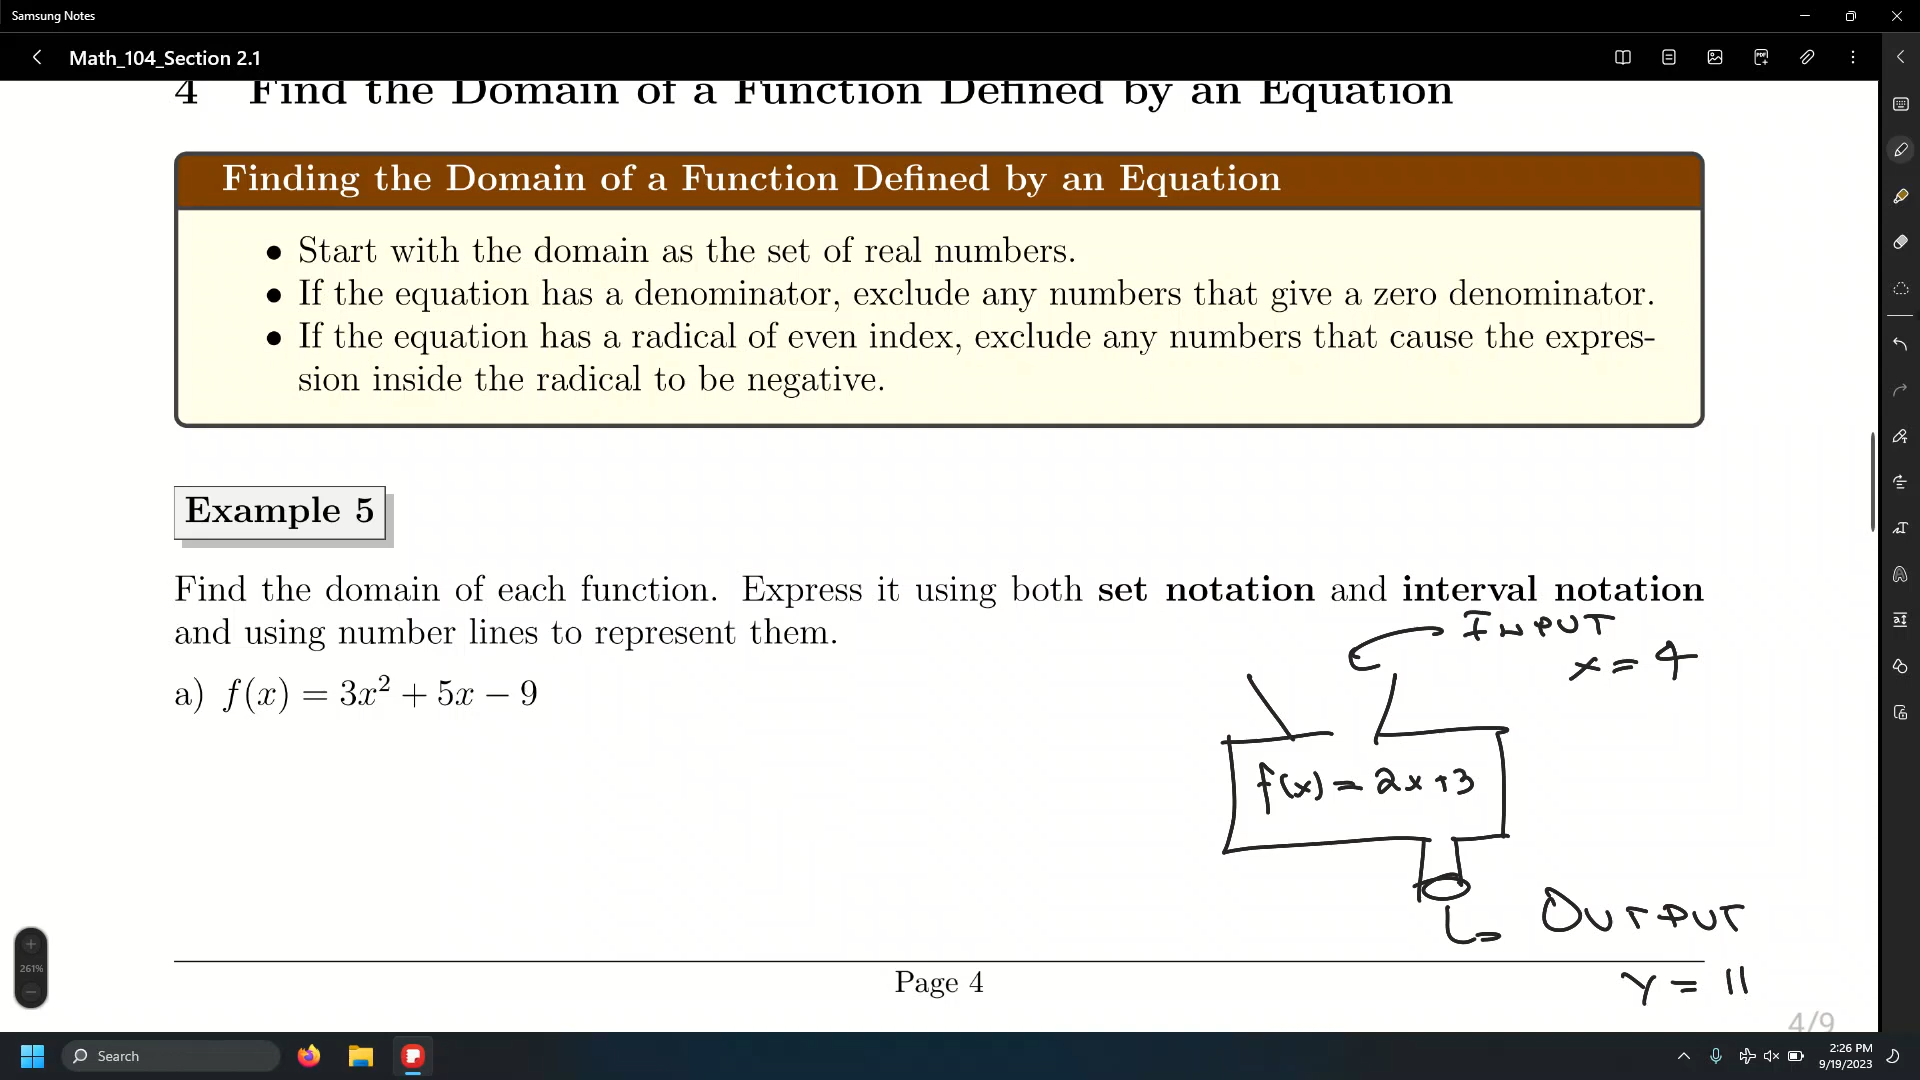 Samsung Notes
Math_104_Section 2.1
4 Find the Domain of a Function Defined by an Equation
Finding the Domain of a Function Defined by an Equation
• Start with the domain as the set of real numbers.
• If the equation has a denominator, exclude any numbers that give a zero denominator.
• If the equation has a radical of even index, exclude any numbers that cause the expres-
sion inside the radical to be negative.
Example 5
Find the domain of each function. Express it using both set notation and interval notation
and using number lines to represent them.
INPUT
x = 4
a) f(x) = 3x² + 5x − 9
f(x) = 2x + 3
OUTPUT
y = 11
261%
Page 4
4/9
Search
2:26 PM
9/19/2023